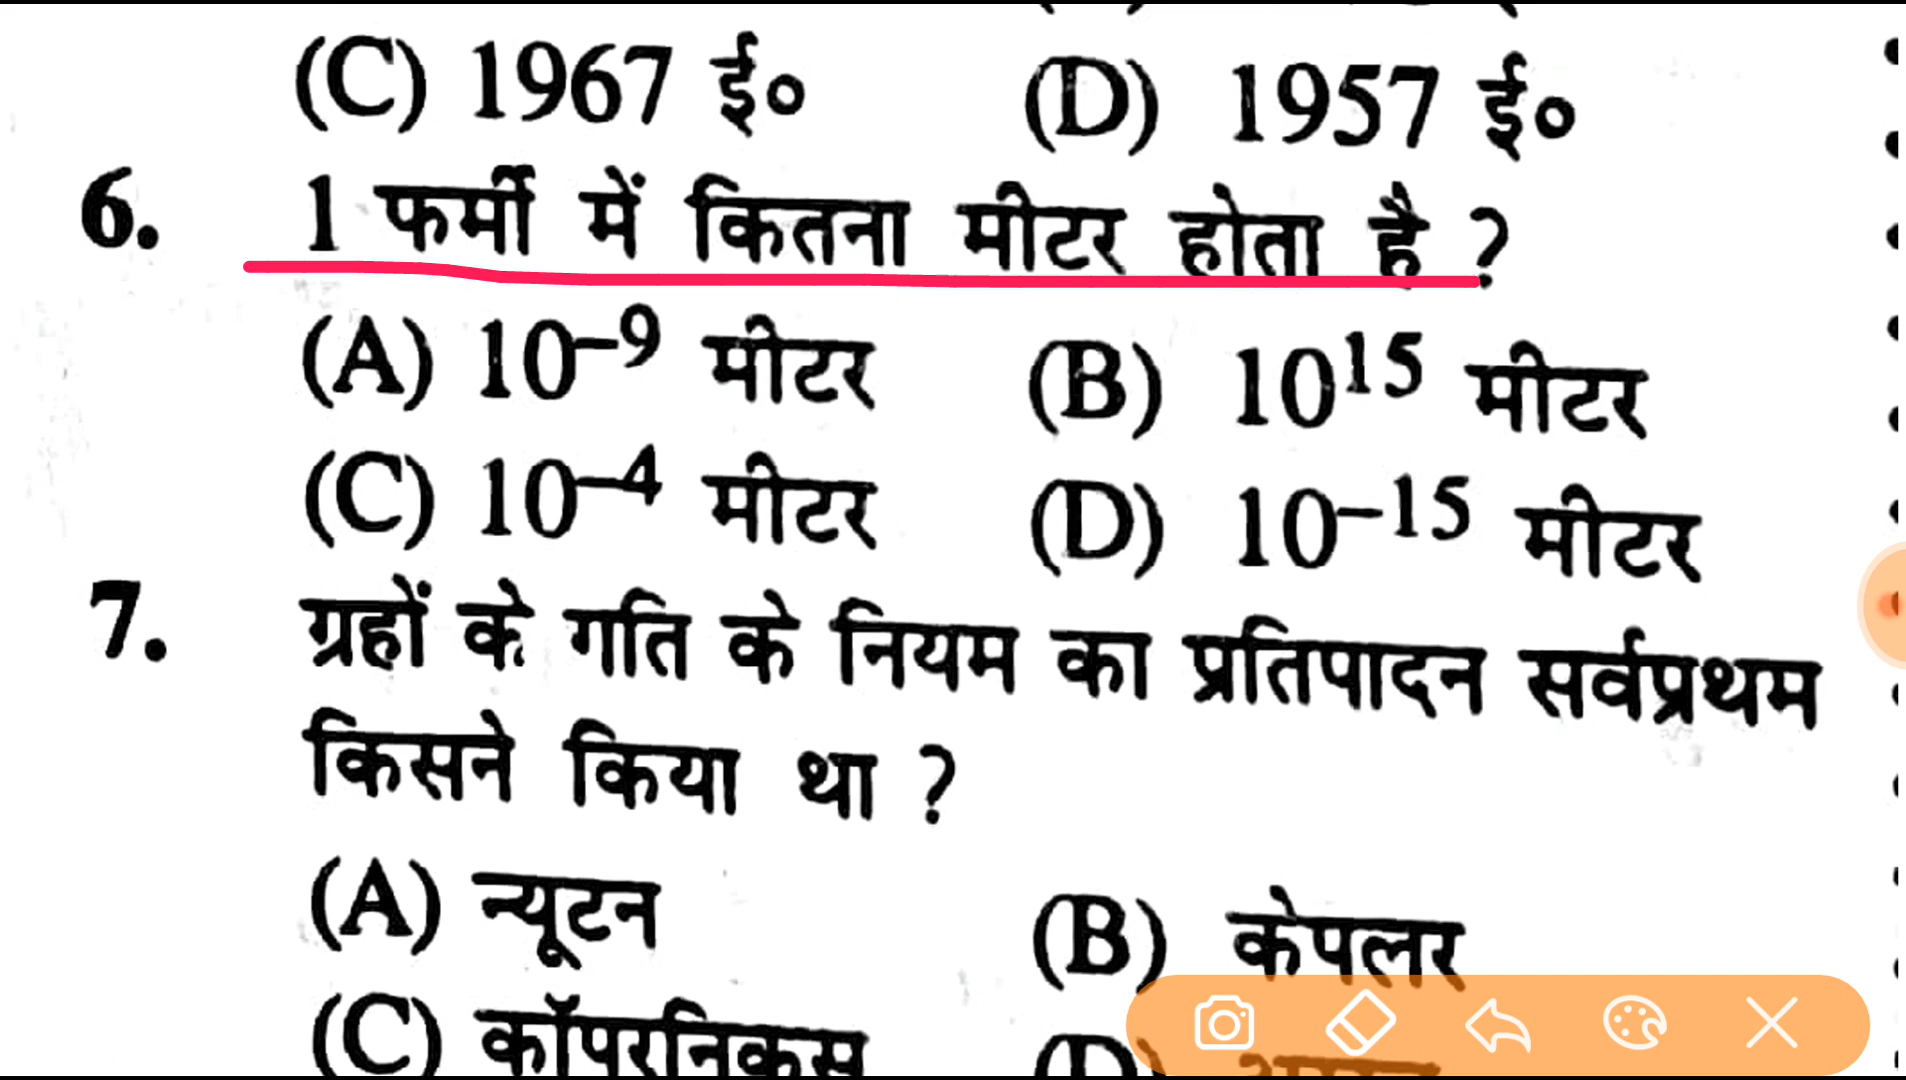 (C) 1967 ई० (D) 1957 ई०
6. 1 फर्मी में कितना मीटर होता है ?
(A) 10⁻⁹ मीटर (B) 10¹⁵ मीटर
(C) 10⁻⁴ मीटर (D) 10⁻¹⁵ मीटर
7. ग्रहों के गति के नियम का प्रतिपादन सर्वप्रथम
किसने किया था ?
(A) न्यूटन (B) केपलर
(C) कॉपरनिकस (D)